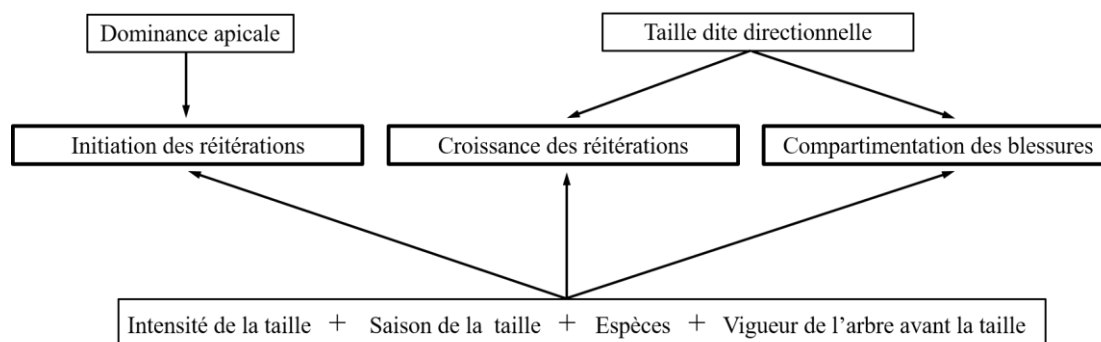 Dominance apicale
Taille dite directionnelle
Initiation des réitérations
Croissance des réitérations
Compartimentation des blessures
Intensité de la taille + Saison de la taille + Espèces + Vigueur de l’arbre avant la taille